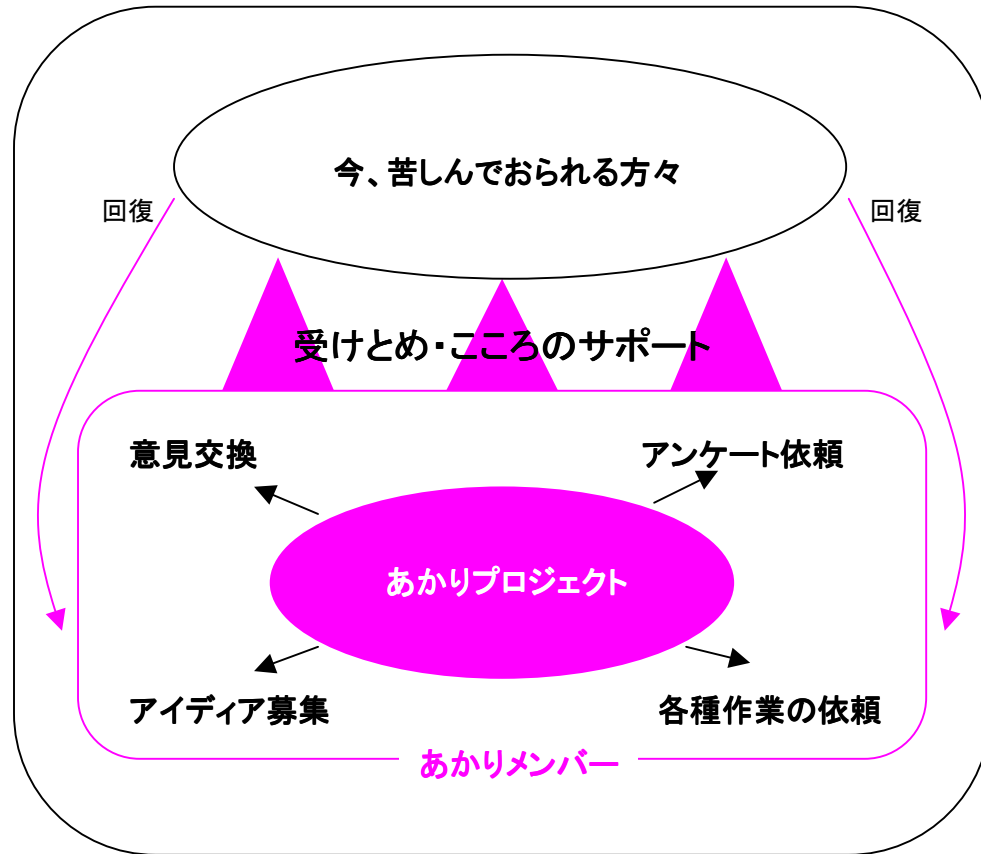 今、苦しんでおられる方々
回復
回復
受けとめ・こころのサポート
意見交換
アンケート依頼
あかりプロジェクト
アイディア募集
各種作業の依頼
あかりメンバー